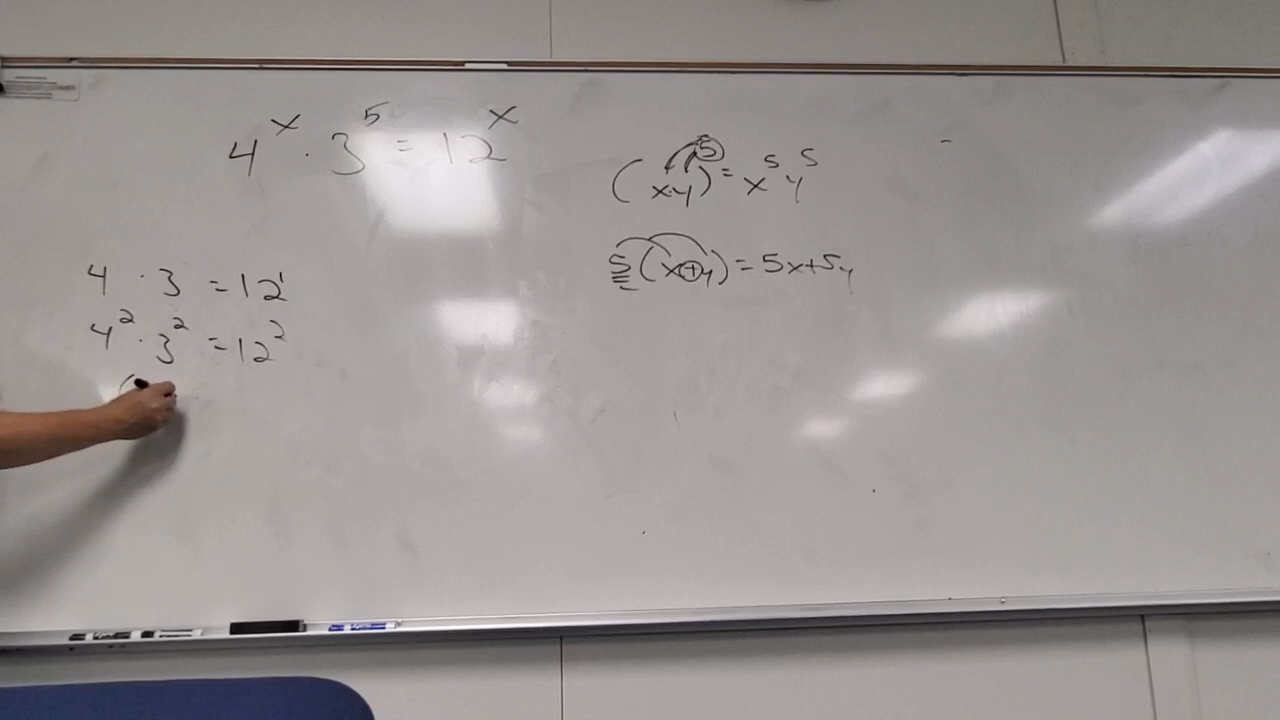 4^x · 3^5 = 12^x
(x·y)^5 = x^5 y^5
5(x+y) = 5x+5y
4 · 3 = 12^1
4^2 · 3^2 = 12^2
(